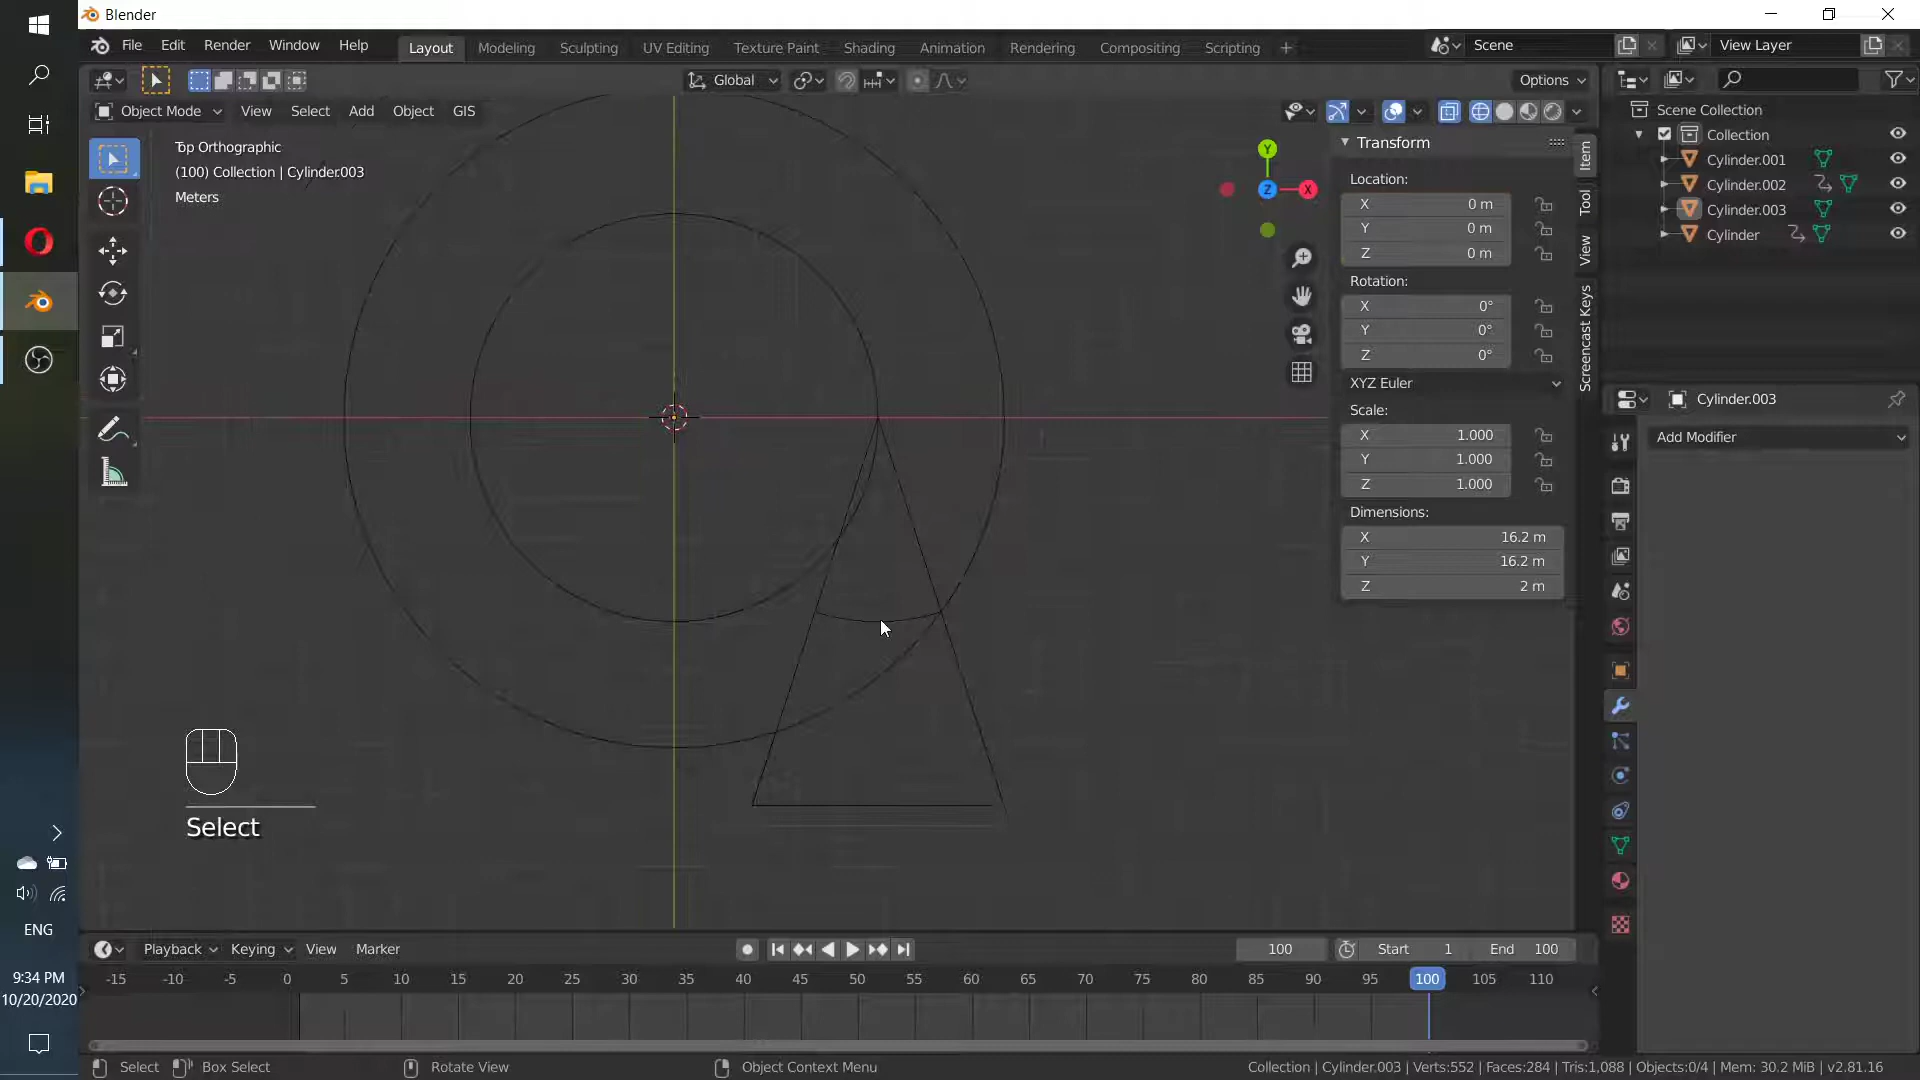 Blender
File Edit Render Window Help Layout Modeling Sculpting UV Editing Texture Paint Shading Animation Rendering Compositing Scripting + Scene View Layer
Global Options
Object Mode View Select Add Object GIS
Top Orthographic
(100) Collection | Cylinder.003
Meters
Y
Z
X
Transform
Location:
X 0 m
Y 0 m
Z 0 m
Rotation:
X 0°
Y 0°
Z 0°
XYZ Euler
Scale:
X 1.000
Y 1.000
Z 1.000
Dimensions:
X 16.2 m
Y 16.2 m
Z 2 m
Item
Tool
View
Screencast Keys
Scene Collection
Collection
Cylinder.001
Cylinder.002
Cylinder.003
Cylinder
Cylinder.003
Add Modifier
Select
ENG
9:34 PM
10/20/2020
Playback Keying View Marker 100 Start 1 End 100
-15 -10 -5 0 5 10 15 20 25 30 35 40 45 50 55 60 65 70 75 80 85 90 95 100 105 110
Select Box Select Rotate View Object Context Menu Collection | Cylinder.003 | Verts:552 | Faces:284 | Tris:1,088 | Objects:0/4 | Mem: 30.2 MiB | v2.81.16